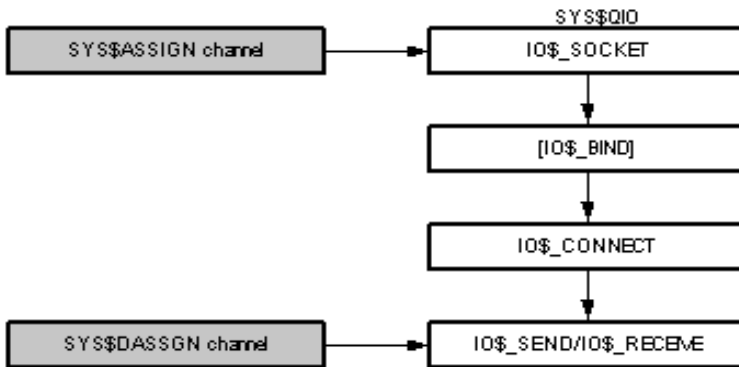 SYS$QIO
SYS$ASSIGN channel
IO$_SOCKET
[IO$_BIND]
IO$_CONNECT
SYS$DASSGN channel
IO$_SEND/IO$_RECEIVE